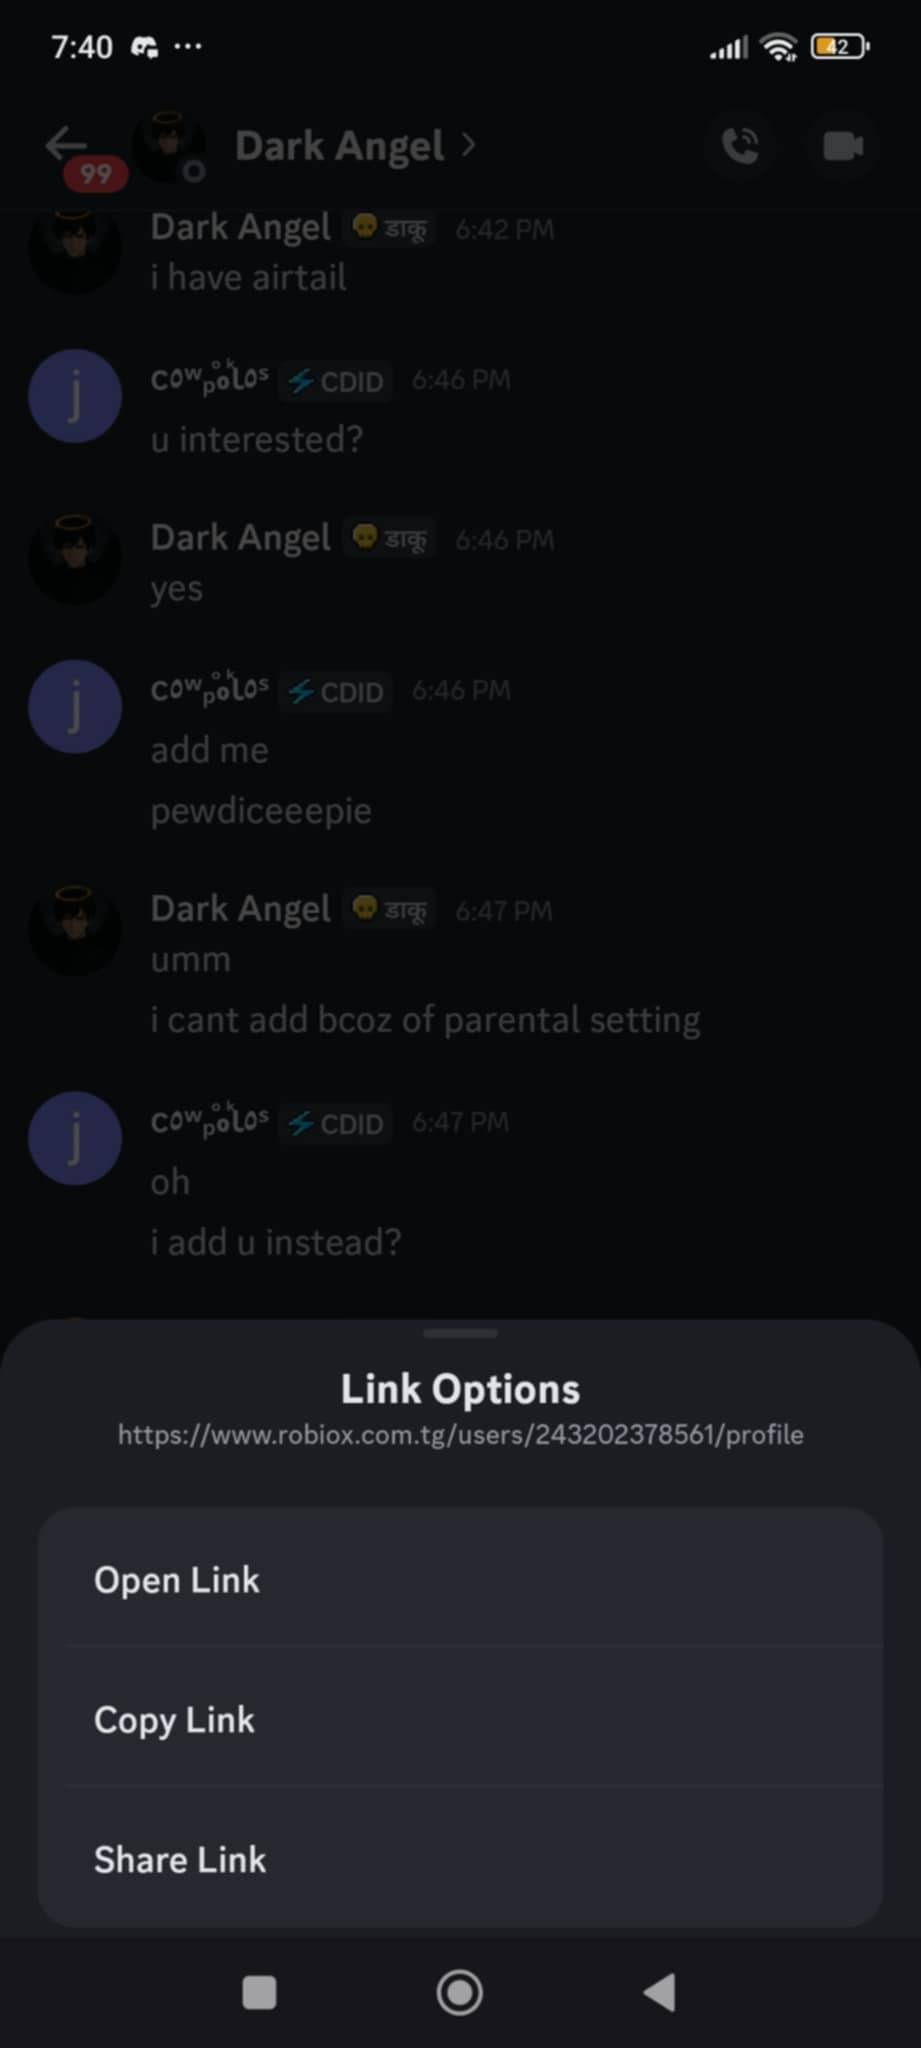 7:40
42
99
Dark Angel
Dark Angel डाकू 6:42 PM
i have airtail
j
cowpokolos CDID 6:46 PM
u interested?
Dark Angel डाकू 6:46 PM
yes
j
CDID 6:46 PM
add me
pewdiceeepie
Dark Angel डाकू 6:47 PM
umm
i cant add bcoz of parental setting
j
CDID 6:47 PM
oh
i add u instead?
Link Options
https://www.robiox.com.tg/users/243202378561/profile
Open Link
Copy Link
Share Link